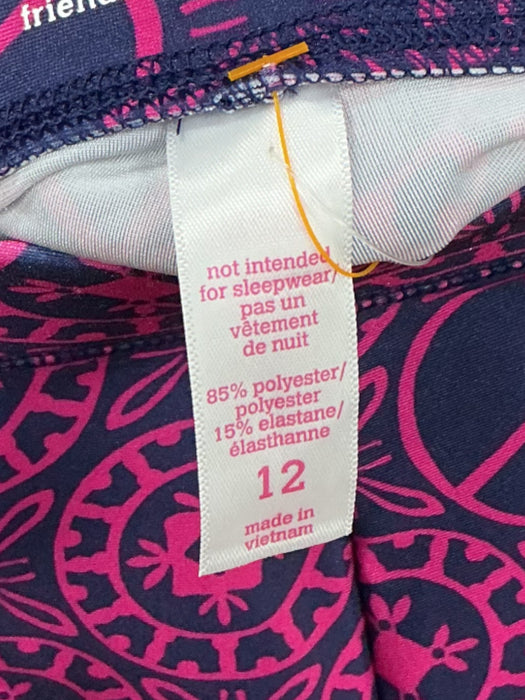 not intended
for sleepwear/
pas un
vêtement
de nuit
85% polyester/
polyester
15% elastane/
élasthanne
12
made in
vietnam